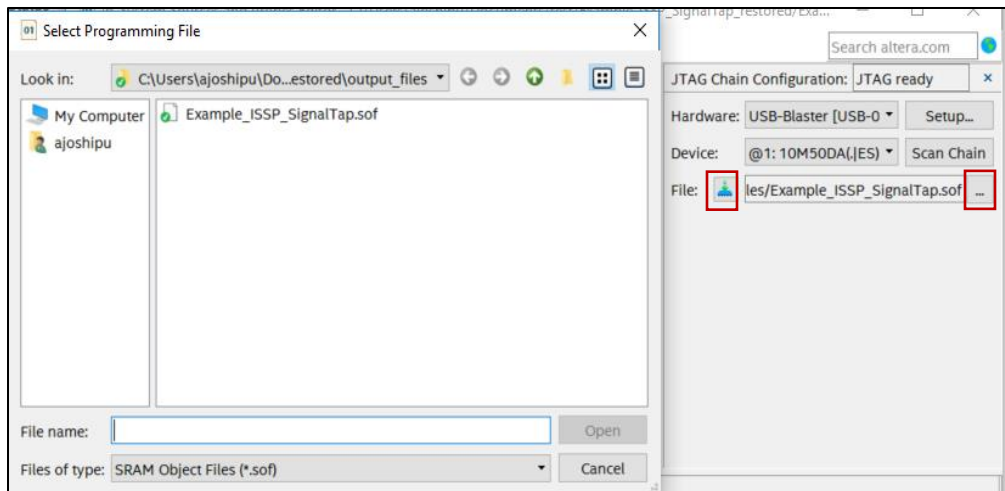 _SignalTap_restored/Exa...
Select Programming File
Search altera.com
Look in: C:\Users\ajoshipu\Do...estored\output_files
My Computer
ajoshipu
Example_ISSP_SignalTap.sof
File name: Open
Files of type: SRAM Object Files (*.sof) Cancel
JTAG Chain Configuration: JTAG ready
Hardware: USB-Blaster [USB-0 Setup...
Device: @1: 10M50DA(.|ES) Scan Chain
File: les/Example_ISSP_SignalTap.sof ...